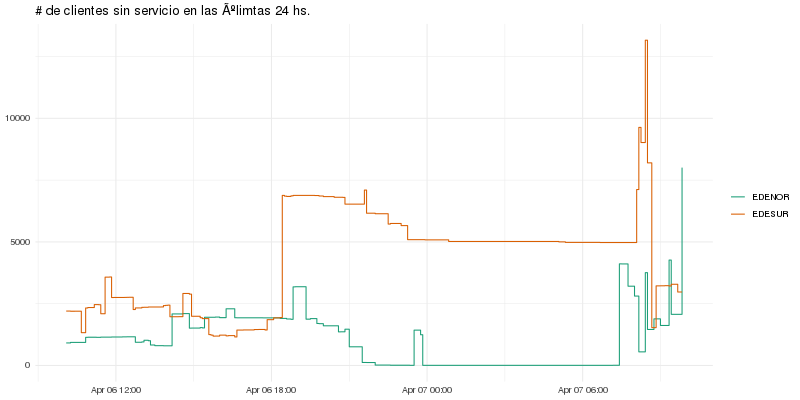 # de clientes sin servicio en las Ãºlimtas 24 hs.
10000
5000
0
Apr 06 12:00
Apr 06 18:00
Apr 07 00:00
Apr 07 06:00
EDENOR
EDESUR